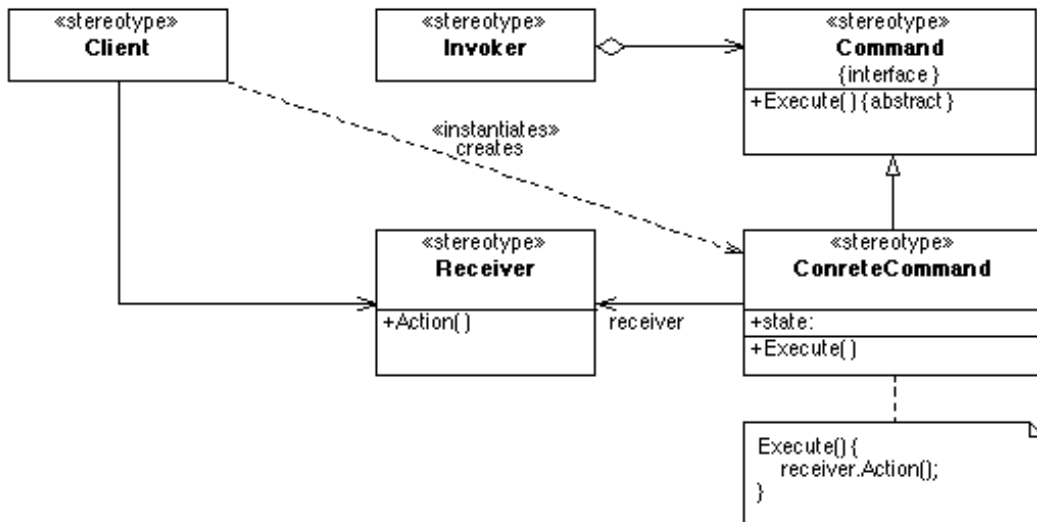 «stereotype»
Client
«stereotype»
Invoker
«stereotype»
Command
{interface}
+Execute(){abstract}
«instantiates»
creates
«stereotype»
Receiver
+Action()
receiver
«stereotype»
ConreteCommand
+state:
+Execute()
Execute(){
receiver.Action();
}